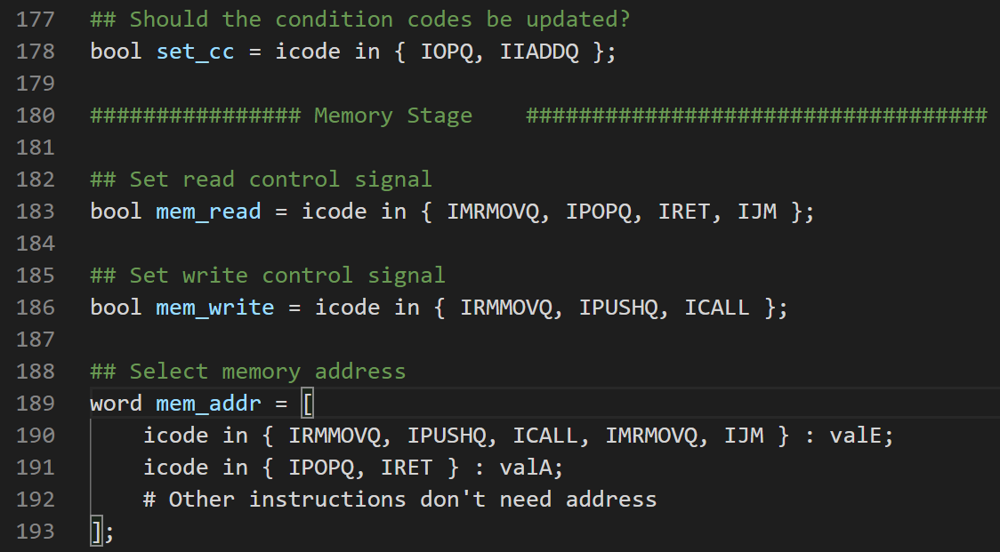 177 ## Should the condition codes be updated?
178 bool set_cc = icode in { IOPQ, IIADDQ };
179
180 ################ Memory Stage    ###################################
181
182 ## Set read control signal
183 bool mem_read = icode in { IMRMOVQ, IPOPQ, IRET, IJM };
184
185 ## Set write control signal
186 bool mem_write = icode in { IRMMOVQ, IPUSHQ, ICALL };
187
188 ## Select memory address
189 word mem_addr = [
190     icode in { IRMMOVQ, IPUSHQ, ICALL, IMRMOVQ, IJM } : valE;
191     icode in { IPOPQ, IRET } : valA;
192     # Other instructions don't need address
193 ];